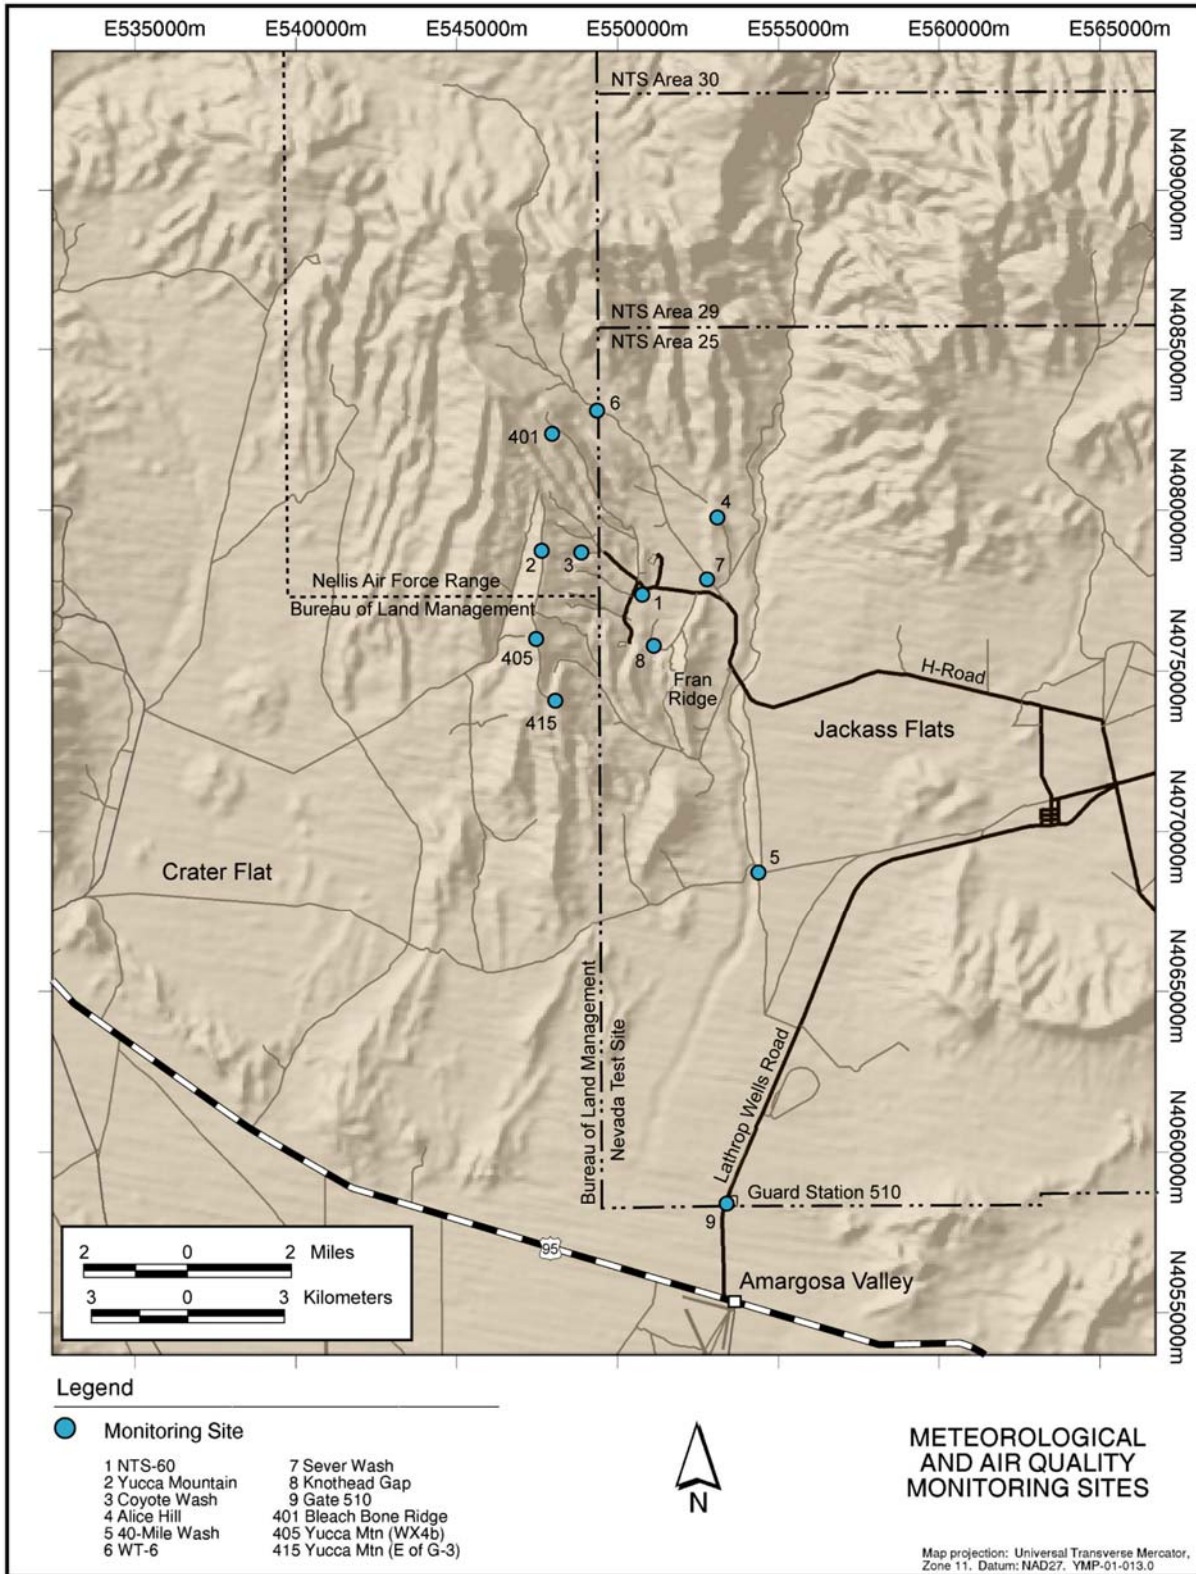 E535000m E540000m E545000m E550000m E555000m E560000m E565000m
NTS Area 30
N4090000m
NTS Area 29
NTS Area 25
N4085000m
6
401
4
N4080000m
2
3
7
Nellis Air Force Range
Bureau of Land Management
1
405
8
Fran
Ridge
H-Road
N4075000m
415
Jackass Flats
Crater Flat
5
N4070000m
Bureau of Land Management
Nevada Test Site
Lathrop Wells Road
N4065000m
N4060000m
Guard Station 510
9
95
Amargosa Valley
N4055000m
2 0 2 Miles
3 0 3 Kilometers
Legend
Monitoring Site
1 NTS-60
2 Yucca Mountain
3 Coyote Wash
4 Alice Hill
5 40-Mile Wash
6 WT-6
7 Sever Wash
8 Knothead Gap
9 Gate 510
401 Bleach Bone Ridge
405 Yucca Mtn (WX4b)
415 Yucca Mtn (E of G-3)
N
METEOROLOGICAL
AND AIR QUALITY
MONITORING SITES
Map projection: Universal Transverse Mercator,
Zone 11. Datum: NAD27. YMP-01-013.0